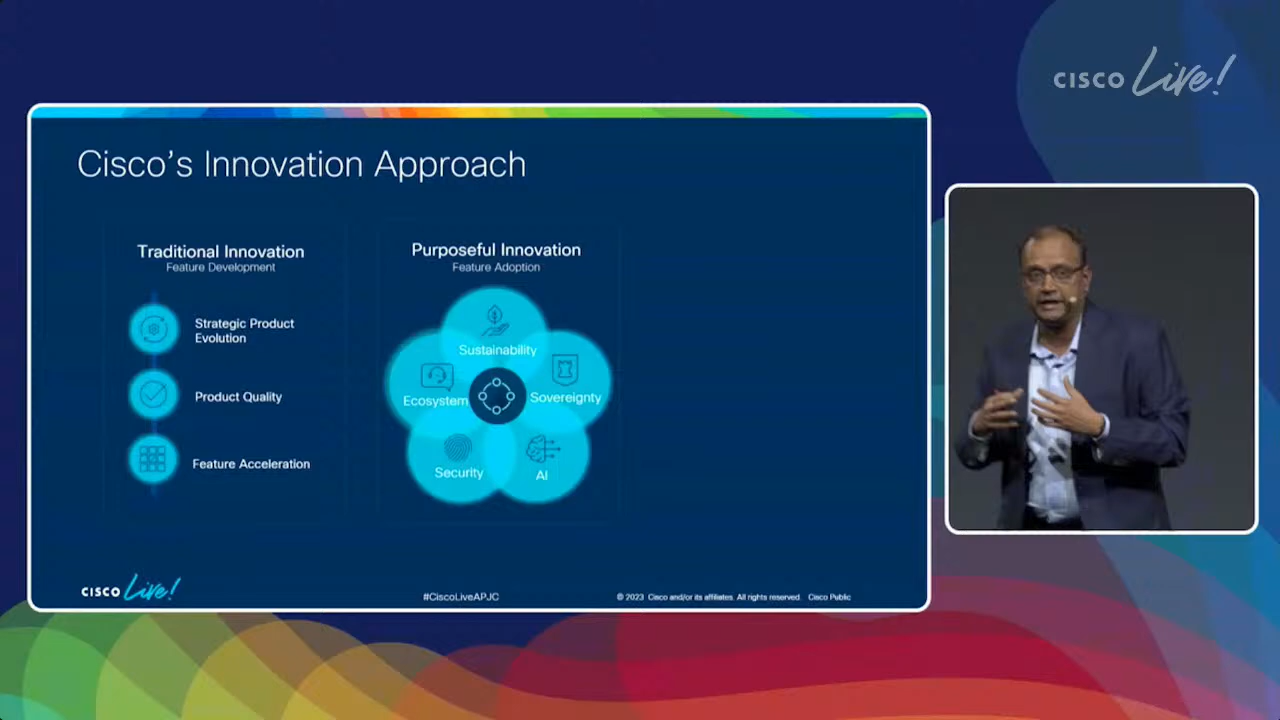 CISCO Live!
Cisco's Innovation Approach
Traditional Innovation
Feature Development
Strategic Product
Evolution
Product Quality
Feature Acceleration
Purposeful Innovation
Feature Adoption
Sustainability
Ecosystem
Sovereignty
Security
AI
CISCO Live!
#CiscoLiveAPJC
© 2023 Cisco and/or its affiliates. All rights reserved. Cisco Public